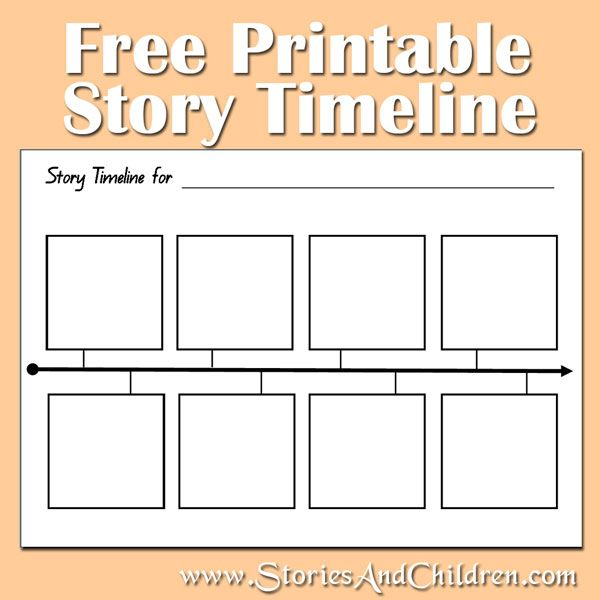 Free Printable
Story Timeline
Story Timeline for
www.StoriesAndChildren.com